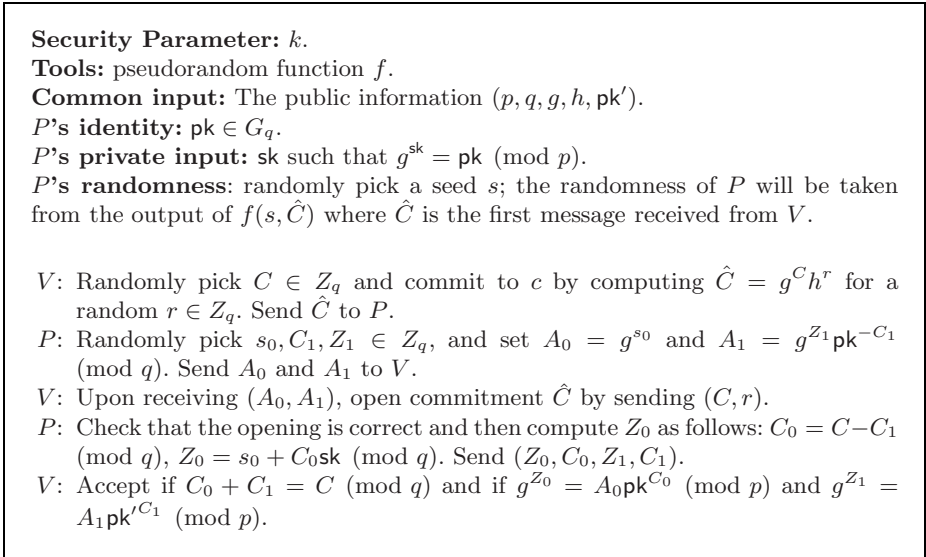 Security Parameter: k.
Tools: pseudorandom function f.
Common input: The public information (p, q, g, h, pk′).
P's identity: pk ∈ G_q.
P's private input: sk such that g^sk = pk (mod p).
P's randomness: randomly pick a seed s; the randomness of P will be taken
from the output of f(s, Ĉ) where Ĉ is the first message received from V.
V: Randomly pick C ∈ Z_q and commit to c by computing Ĉ = g^C h^r for a
random r ∈ Z_q. Send Ĉ to P.
P: Randomly pick s_0, C_1, Z_1 ∈ Z_q, and set A_0 = g^{s_0} and A_1 = g^{Z_1}pk^{−C_1}
(mod q). Send A_0 and A_1 to V.
V: Upon receiving (A_0, A_1), open commitment Ĉ by sending (C, r).
P: Check that the opening is correct and then compute Z_0 as follows: C_0 = C−C_1
(mod q), Z_0 = s_0 + C_0sk (mod q). Send (Z_0, C_0, Z_1, C_1).
V: Accept if C_0 + C_1 = C (mod q) and if g^{Z_0} = A_0pk^{C_0} (mod p) and g^{Z_1} =
A_1pk′^{C_1} (mod p).